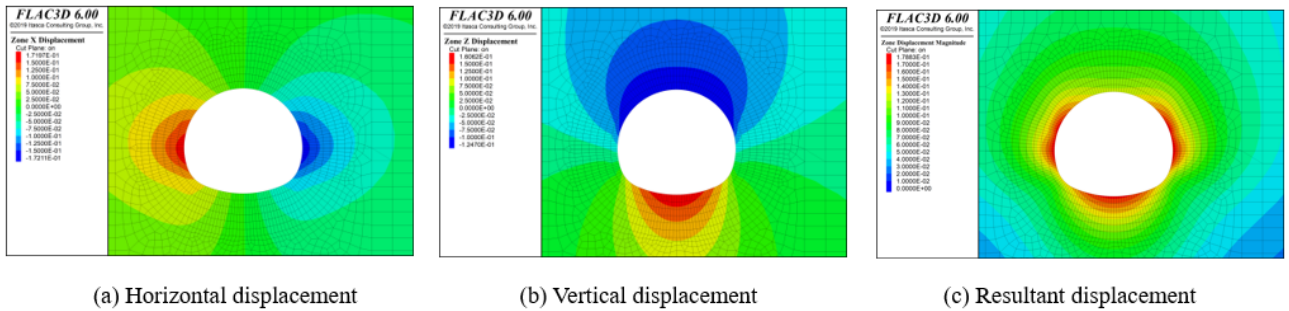 FLAC3D 6.00
©2019 Itasca Consulting Group, Inc.
Zone X Displacement
Cut Plane: on
1.7197E-01
1.5000E-01
1.2500E-01
1.0000E-01
7.5000E-02
5.0000E-02
2.5000E-02
0.0000E+00
-2.5000E-02
-5.0000E-02
-7.5000E-02
-1.0000E-01
-1.2500E-01
-1.5000E-01
-1.7211E-01
(a) Horizontal displacement
FLAC3D 6.00
©2019 Itasca Consulting Group, Inc.
Zone Z Displacement
Cut Plane: on
1.8062E-01
1.5000E-01
1.2500E-01
1.0000E-01
7.5000E-02
5.0000E-02
2.5000E-02
0.0000E+00
-2.5000E-02
-5.0000E-02
-7.5000E-02
-1.0000E-01
-1.2470E-01
(b) Vertical displacement
FLAC3D 6.00
©2019 Itasca Consulting Group, Inc.
Zone Displacement Magnitude
Cut Plane: on
1.7883E-01
1.7000E-01
1.6000E-01
1.5000E-01
1.4000E-01
1.3000E-01
1.2000E-01
1.1000E-01
1.0000E-01
9.0000E-02
8.0000E-02
7.0000E-02
6.0000E-02
5.0000E-02
4.0000E-02
3.0000E-02
2.0000E-02
1.0000E-02
0.0000E+00
(c) Resultant displacement